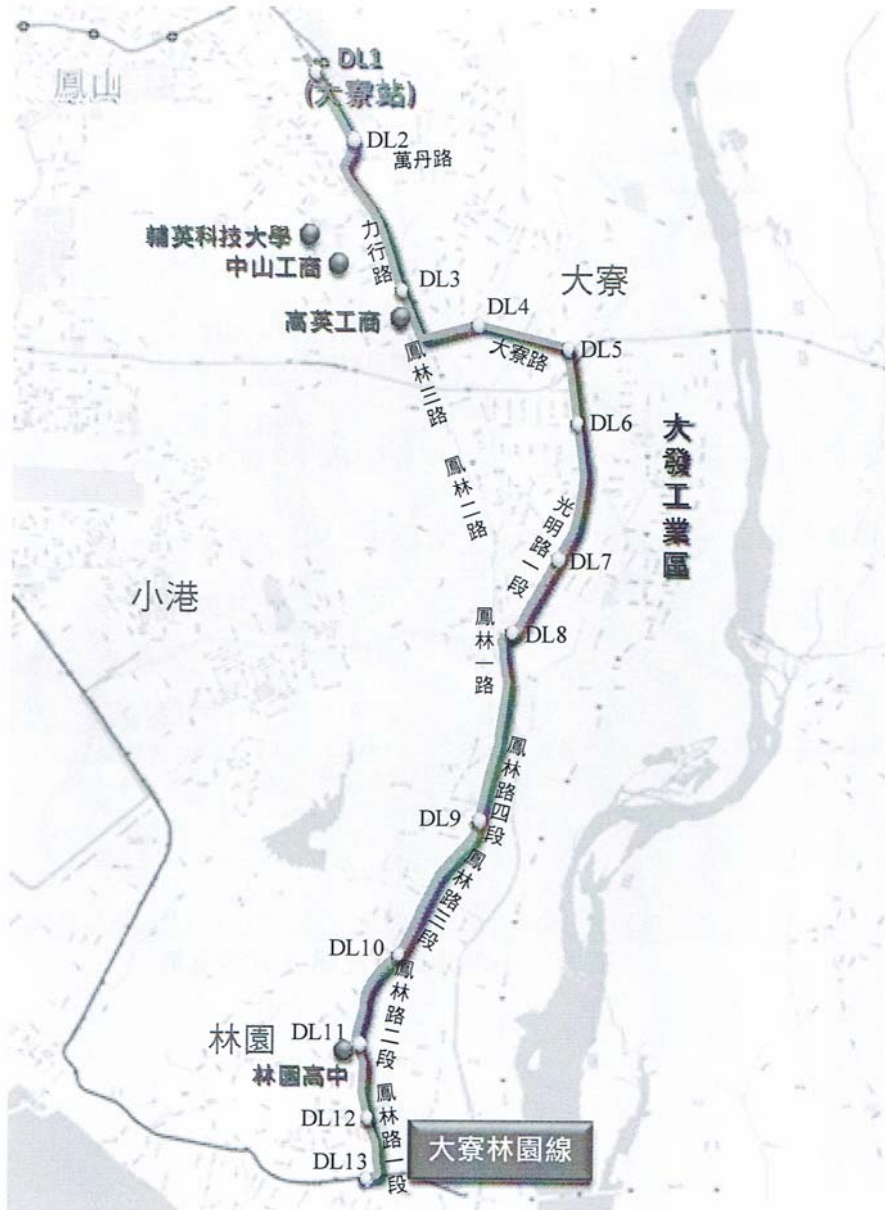 DL1
(大寮站)
鳳山
DL2
萬丹路
輔英科技大學
中山工商
力行路
DL3
高英工商
DL4
大寮
大寮路
DL5
鳳林三路
DL6
大發工業區
鳳林二路
光明路一段
DL7
小港
DL8
鳳林一路
鳳林路四段
DL9
鳳林路三段
DL10
鳳林路二段
林園
DL11
林園高中
鳳林路一段
DL12
大寮林園線
DL13